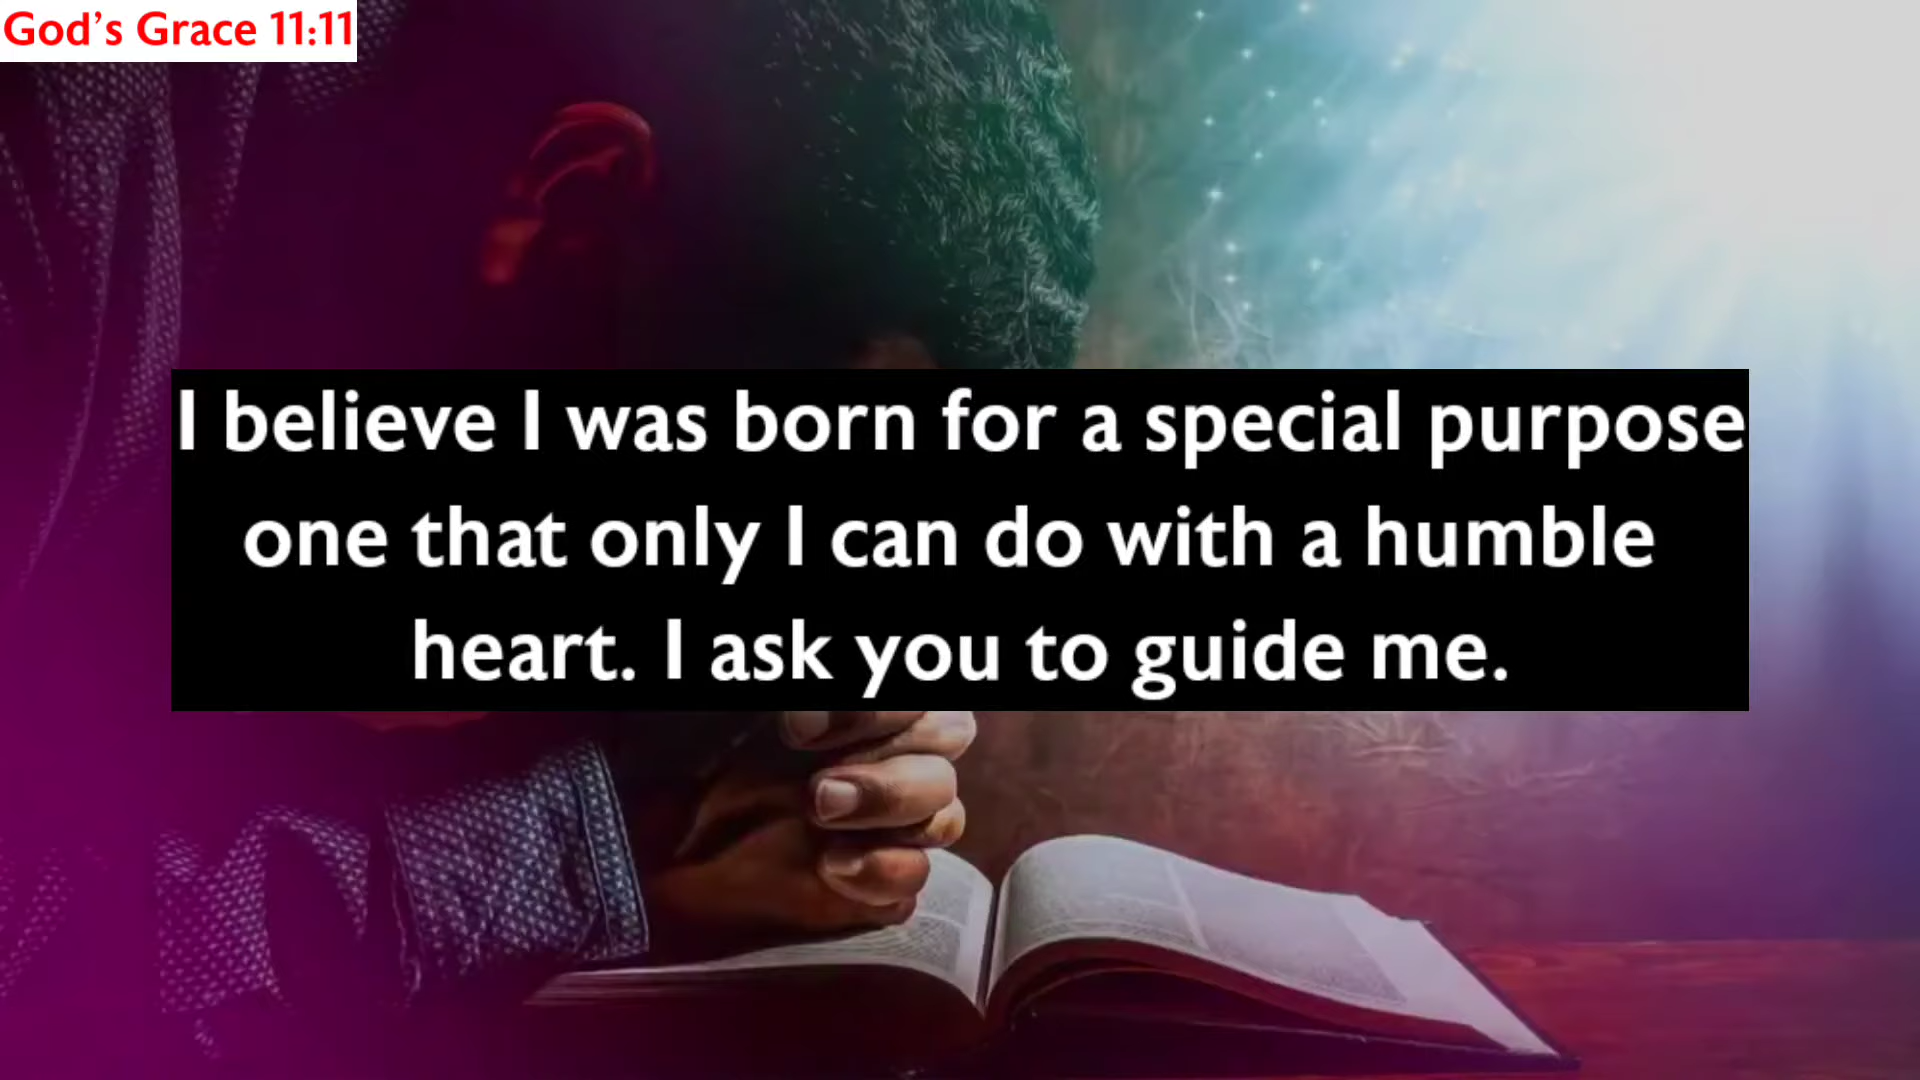 God's Grace 11:11
I believe I was born for a special purpose
one that only I can do with a humble
heart. I ask you to guide me.